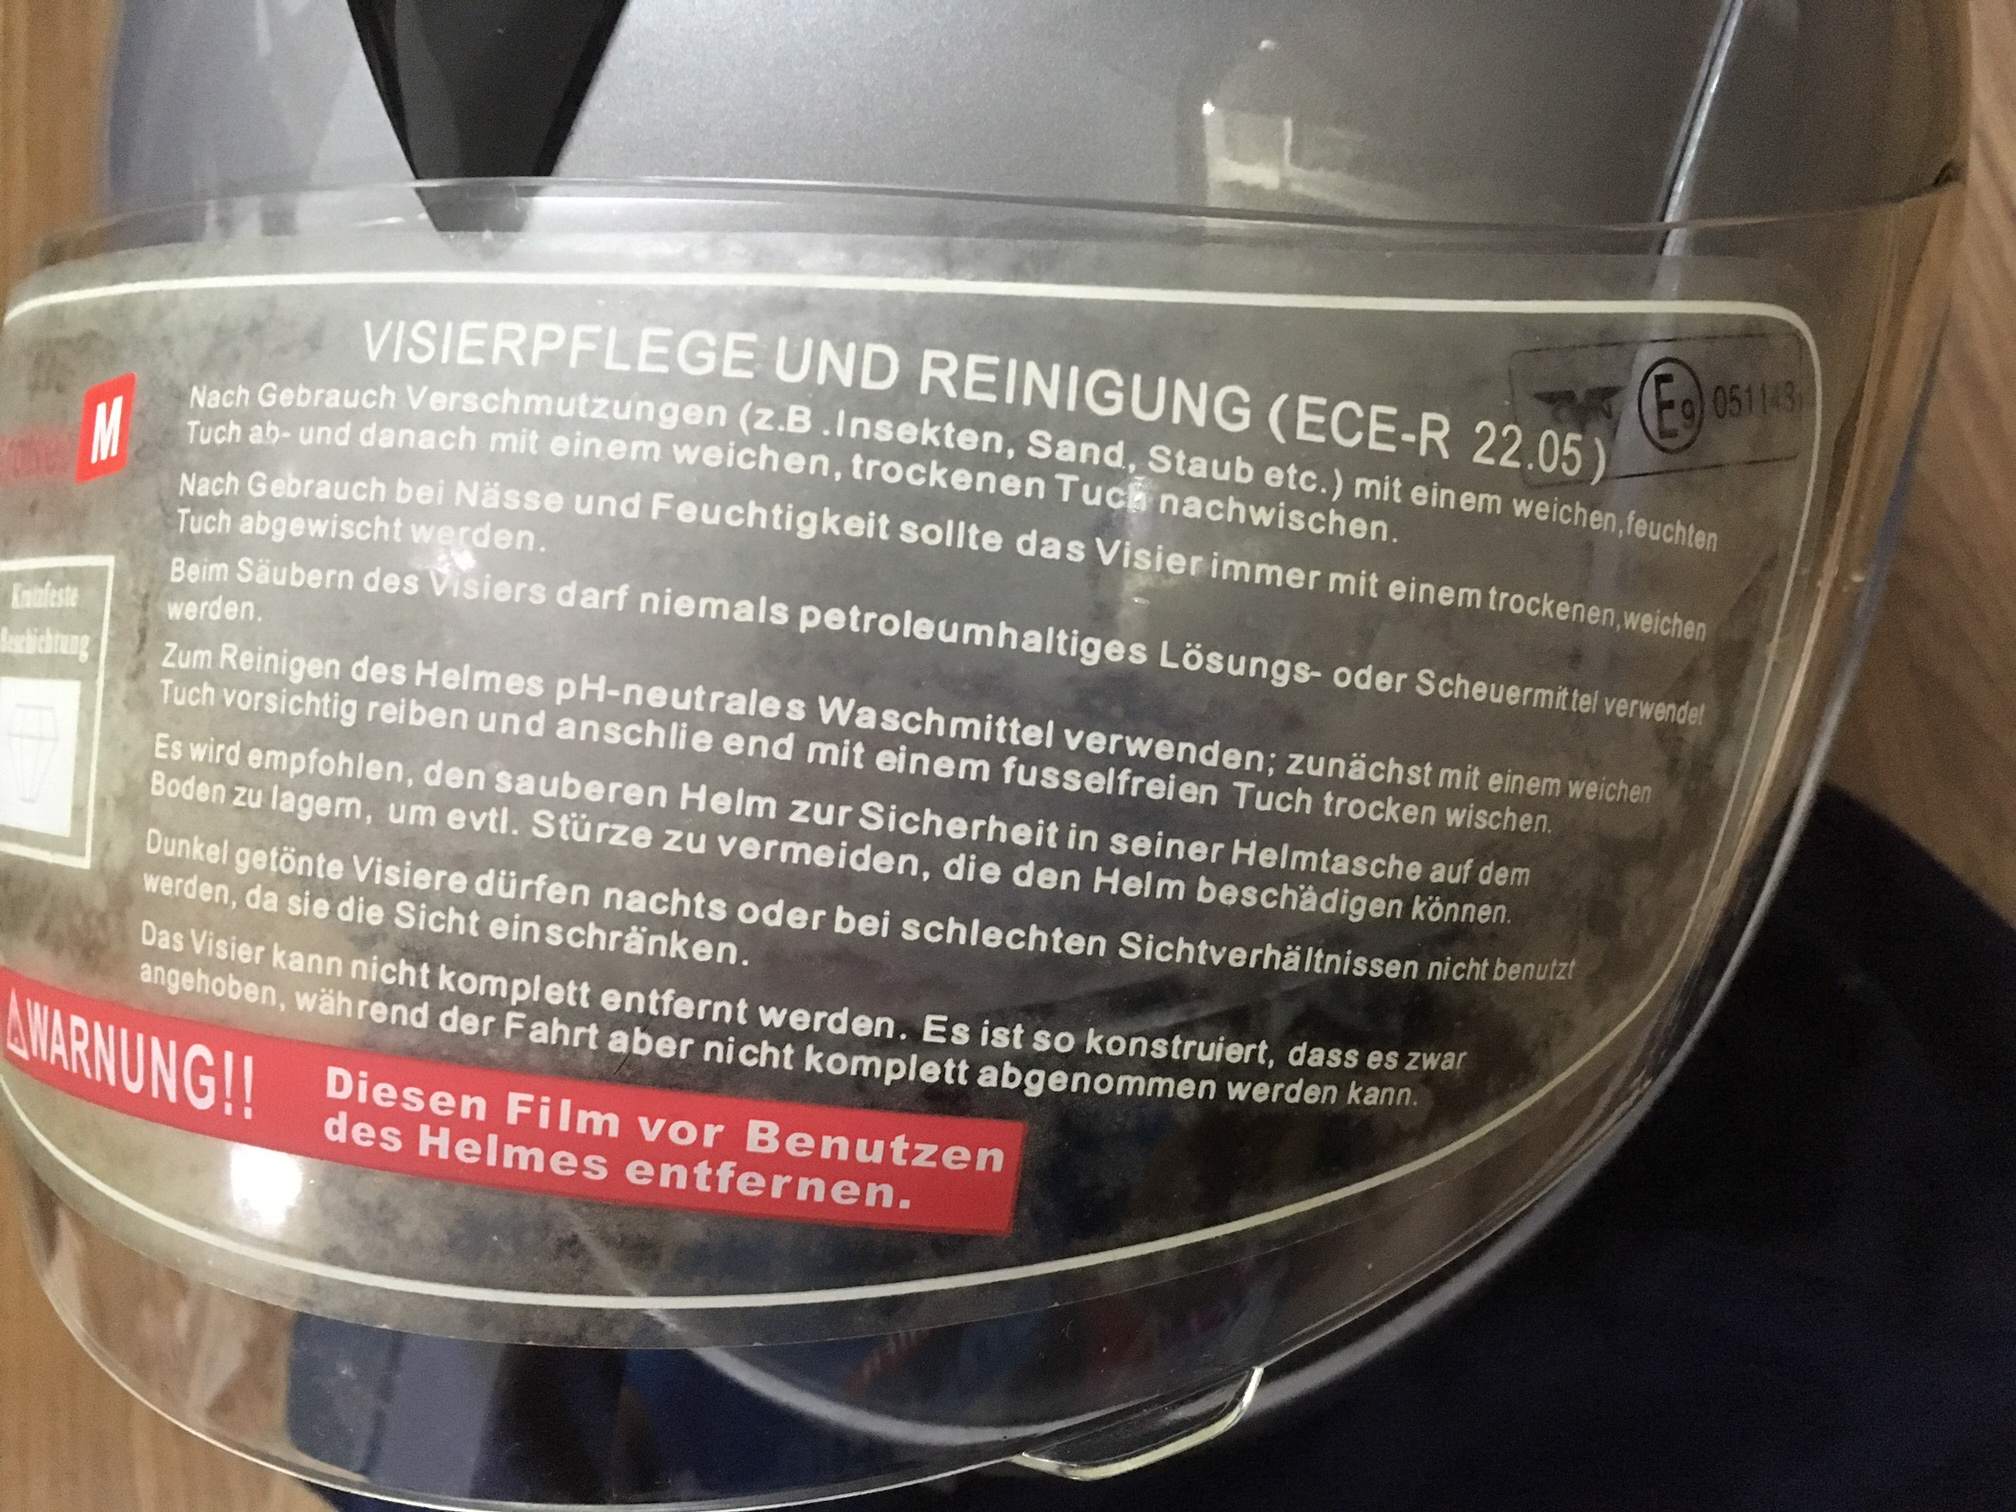 VISIERPFLEGE UND REINIGUNG (ECE-R 22.05)
E9 051143
M
Nach Gebrauch Verschmutzungen (z.B .Insekten, Sand, Staub etc.) mit einem weichen,feuchten
Tuch ab- und danach mit einem weichen, trockenen Tuch nachwischen.
Nach Gebrauch bei Nässe und Feuchtigkeit sollte das Visier immer mit einem trockenen,weichen
Tuch abgewischt werden.
Beim Säubern des Visiers darf niemals petroleumhaltiges Lösungs- oder Scheuermittel verwendet
werden.
Zum Reinigen des Helmes pH-neutrales Waschmittel verwenden; zunächst mit einem weichen
Tuch vorsichtig reiben und anschlie end mit einem fusselfreien Tuch trocken wischen.
Es wird empfohlen, den sauberen Helm zur Sicherheit in seiner Helmtasche auf dem
Boden zu lagern, um evtl. Stürze zu vermeiden, die den Helm beschädigen können.
Dunkel getönte Visiere dürfen nachts oder bei schlechten Sichtverhältnissen nicht benutzt
werden, da sie die Sicht einschränken.
Das Visier kann nicht komplett entfernt werden. Es ist so konstruiert, dass es zwar
angehoben, während der Fahrt aber nicht komplett abgenommen werden kann.
Kratzfeste
Beschichtung
WARNUNG!!
Diesen Film vor Benutzen
des Helmes entfernen.